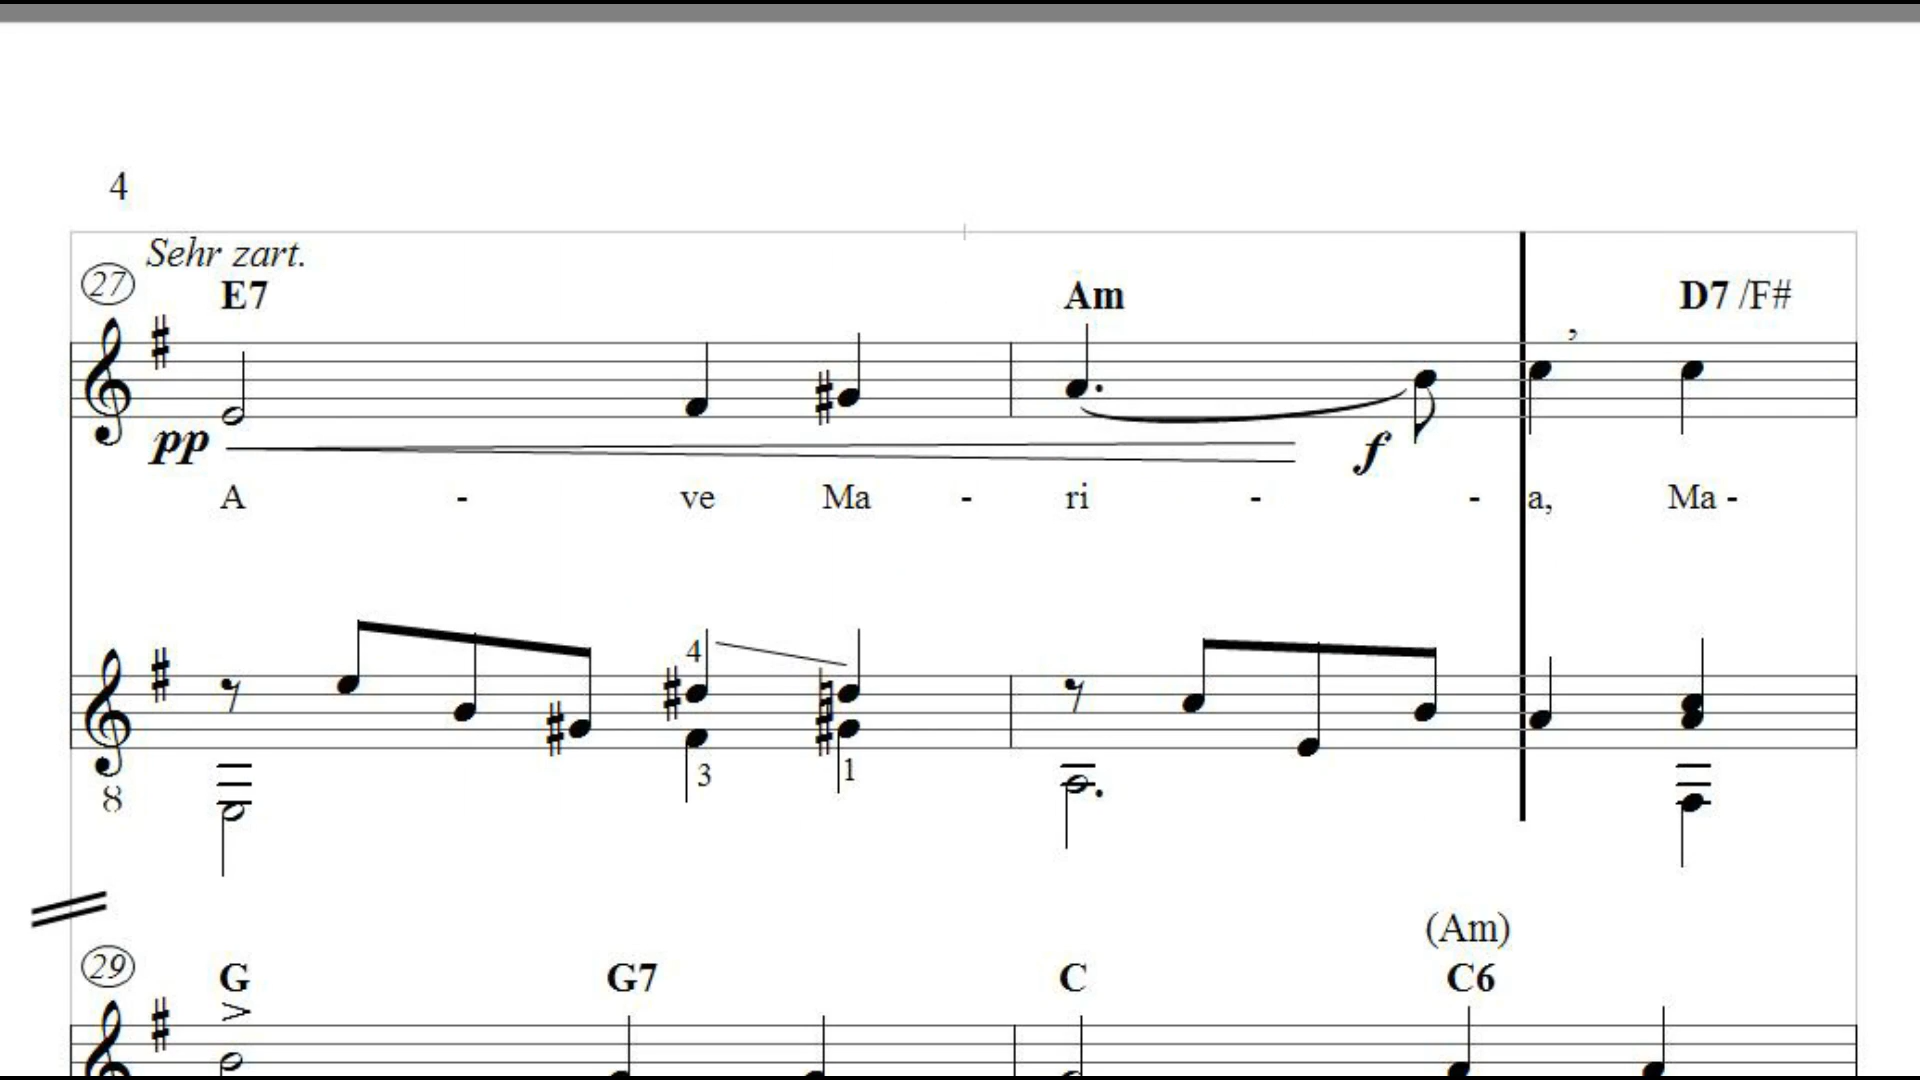 4
Sehr zart.
27
E7 Am D7 /F#
pp f
A - ve Ma - ri - - a, Ma -
4
3 1
8
(Am)
29
G G7 C C6